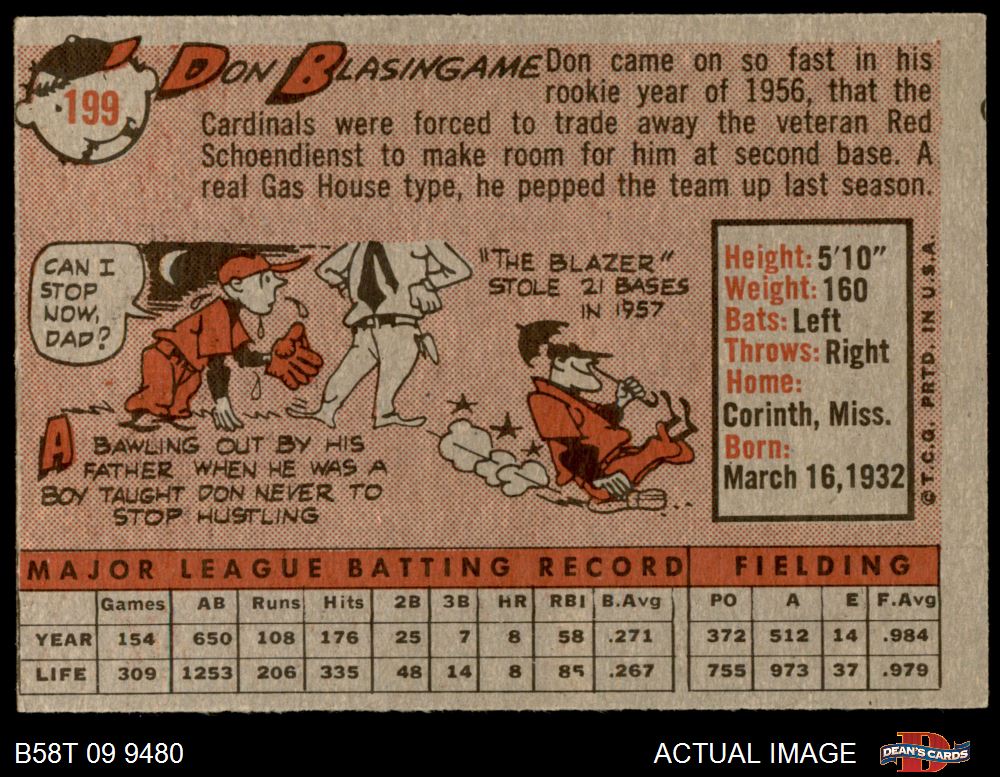 199
DON BLASINGAME Don came on so fast in his
rookie year of 1956, that the
Cardinals were forced to trade away the veteran Red
Schoendienst to make room for him at second base. A
real Gas House type, he pepped the team up last season.
CAN I
STOP
NOW,
DAD?
A BAWLING OUT BY HIS
FATHER WHEN HE WAS A
BOY TAUGHT DON NEVER TO
STOP HUSTLING
"THE BLAZER"
STOLE 21 BASES
IN 1957
Height: 5'10"
Weight: 160
Bats: Left
Throws: Right
Home:
Corinth, Miss.
Born:
March 16, 1932
© T.C.G. PRTD. IN U.S.A.
MAJOR LEAGUE BATTING RECORD FIELDING
Games AB Runs Hits 2B 3B HR RBI B.Avg PO A E F.Avg
YEAR 154 650 108 176 25 7 8 58 .271 372 512 14 .984
LIFE 309 1253 206 335 48 14 8 85 .267 755 973 37 .979
B58T 09 9480 ACTUAL IMAGE DEAN'S CARDS